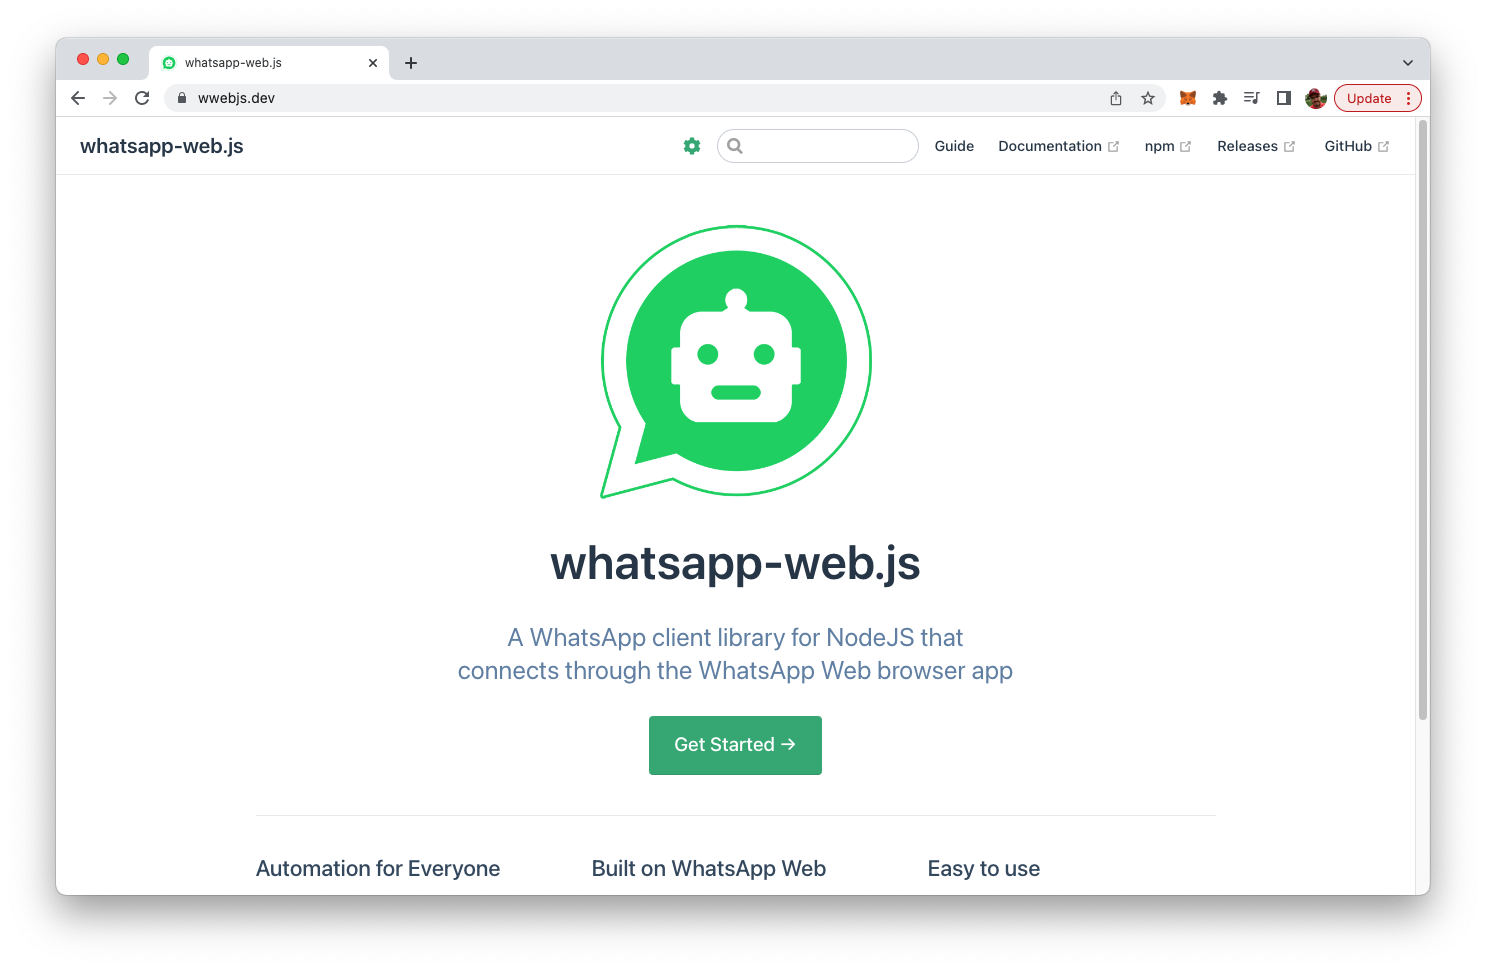 whatsapp-web.js
wwebjs.dev
Update
whatsapp-web.js
Guide Documentation npm Releases GitHub
whatsapp-web.js
A WhatsApp client library for NodeJS that
connects through the WhatsApp Web browser app
Get Started →
Automation for Everyone Built on WhatsApp Web Easy to use